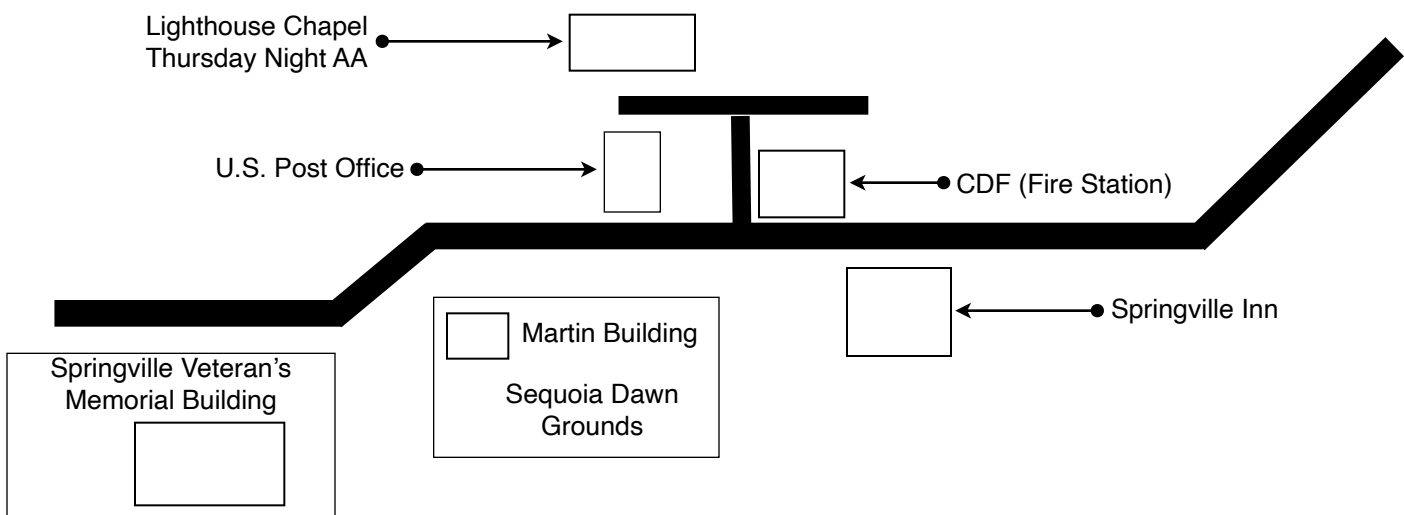 Lighthouse Chapel
Thursday Night AA
U.S. Post Office
CDF (Fire Station)
Springville Inn
Martin Building
Sequoia Dawn
Grounds
Springville Veteran's
Memorial Building